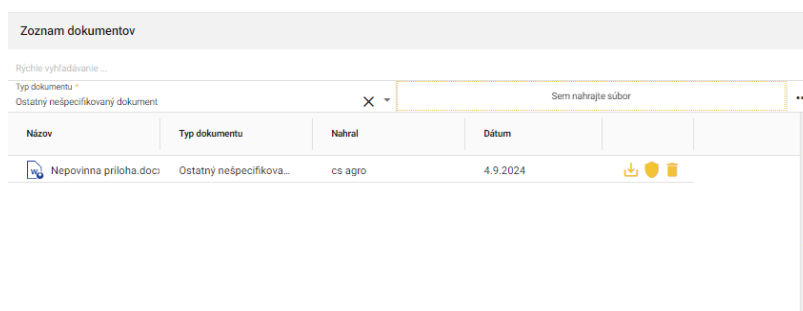 Zoznam dokumentov
Rýchle vyhľadávanie ...
Typ dokumentu *
Ostatný nešpecifikovaný dokument
Sem nahrajte súbor
Názov Typ dokumentu Nahral Dátum
Nepovinna priloha.doc Ostatný nešpecifikova... cs agro 4.9.2024